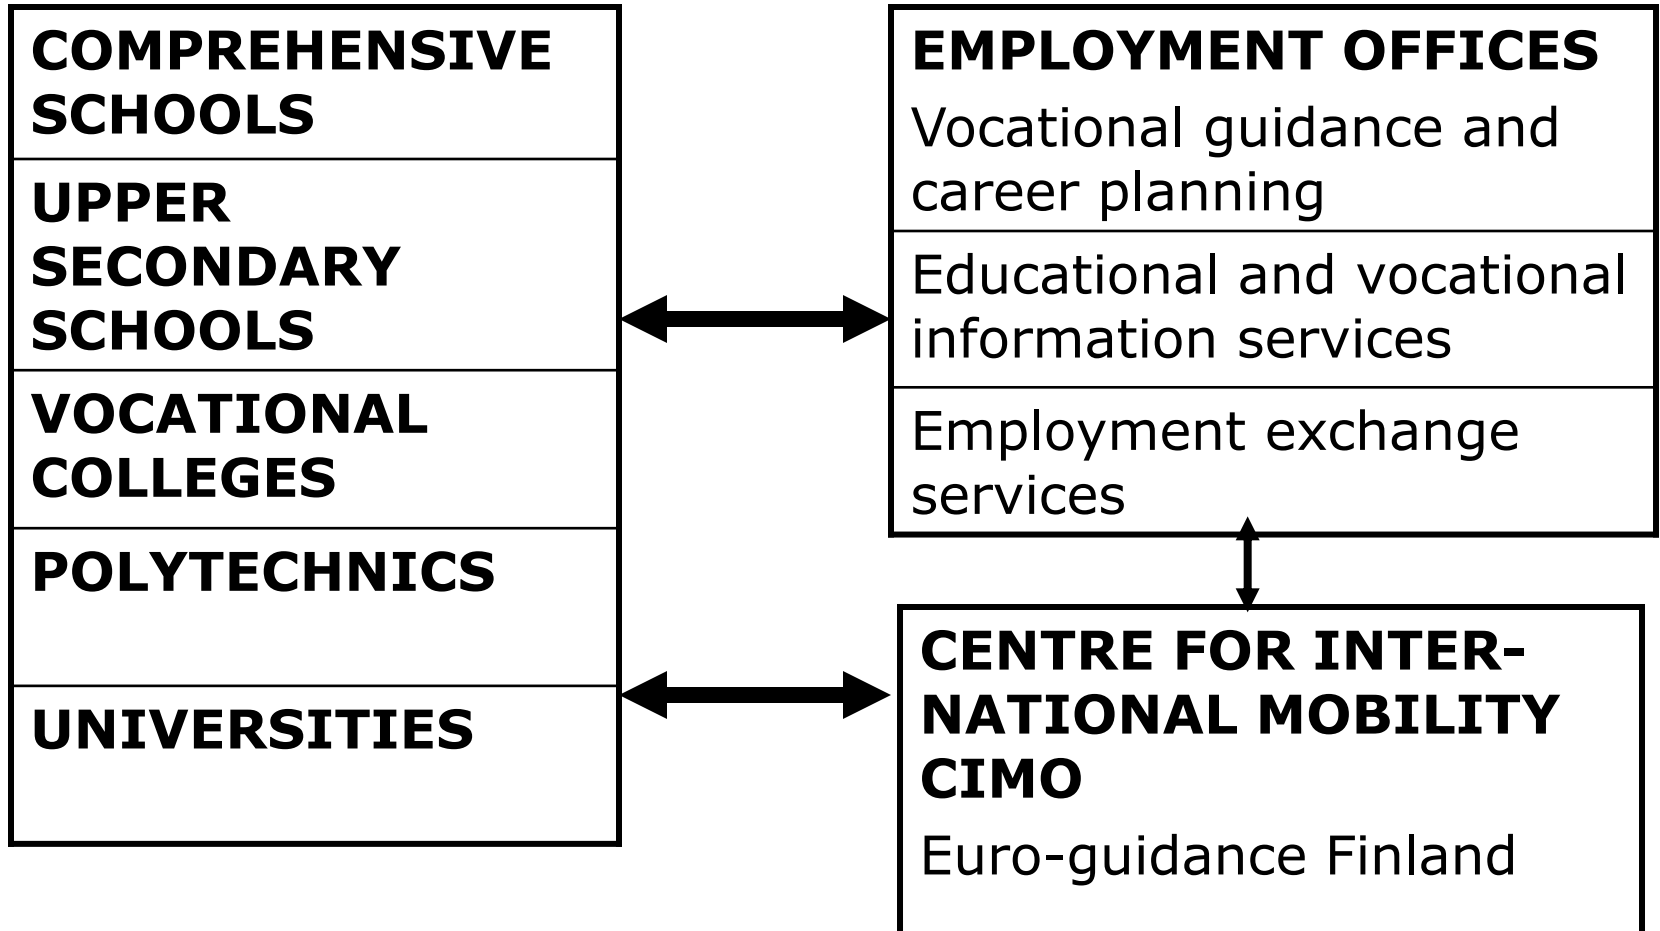 COMPREHENSIVE
SCHOOLS
UPPER
SECONDARY
SCHOOLS
VOCATIONAL
COLLEGES
POLYTECHNICS
UNIVERSITIES
EMPLOYMENT OFFICES
Vocational guidance and
career planning
Educational and vocational
information services
Employment exchange
services
CENTRE FOR INTER-
NATIONAL MOBILITY
CIMO
Euro-guidance Finland